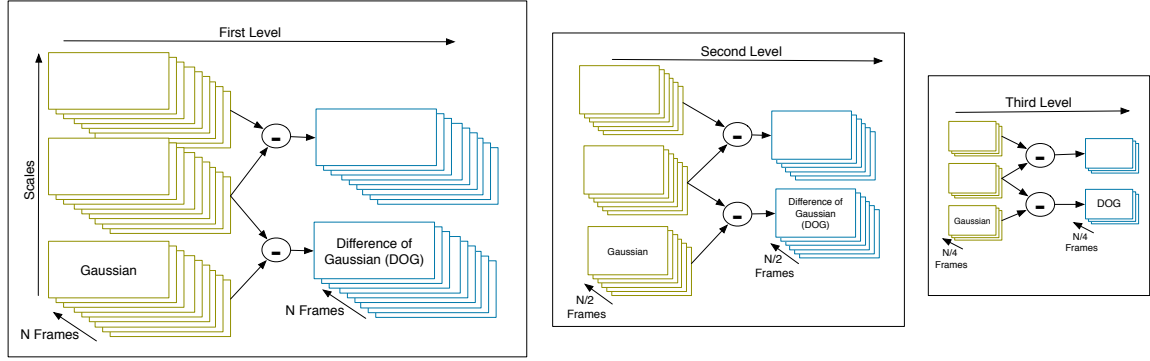 First Level
Scales
-
-
Gaussian
N Frames
Difference of
Gaussian (DOG)
N Frames
Second Level
-
-
Gaussian
N/2
Frames
Difference of
Gaussian
(DOG)
N/2
Frames
Third Level
-
-
Gaussian
N/4
Frames
DOG
N/4
Frames